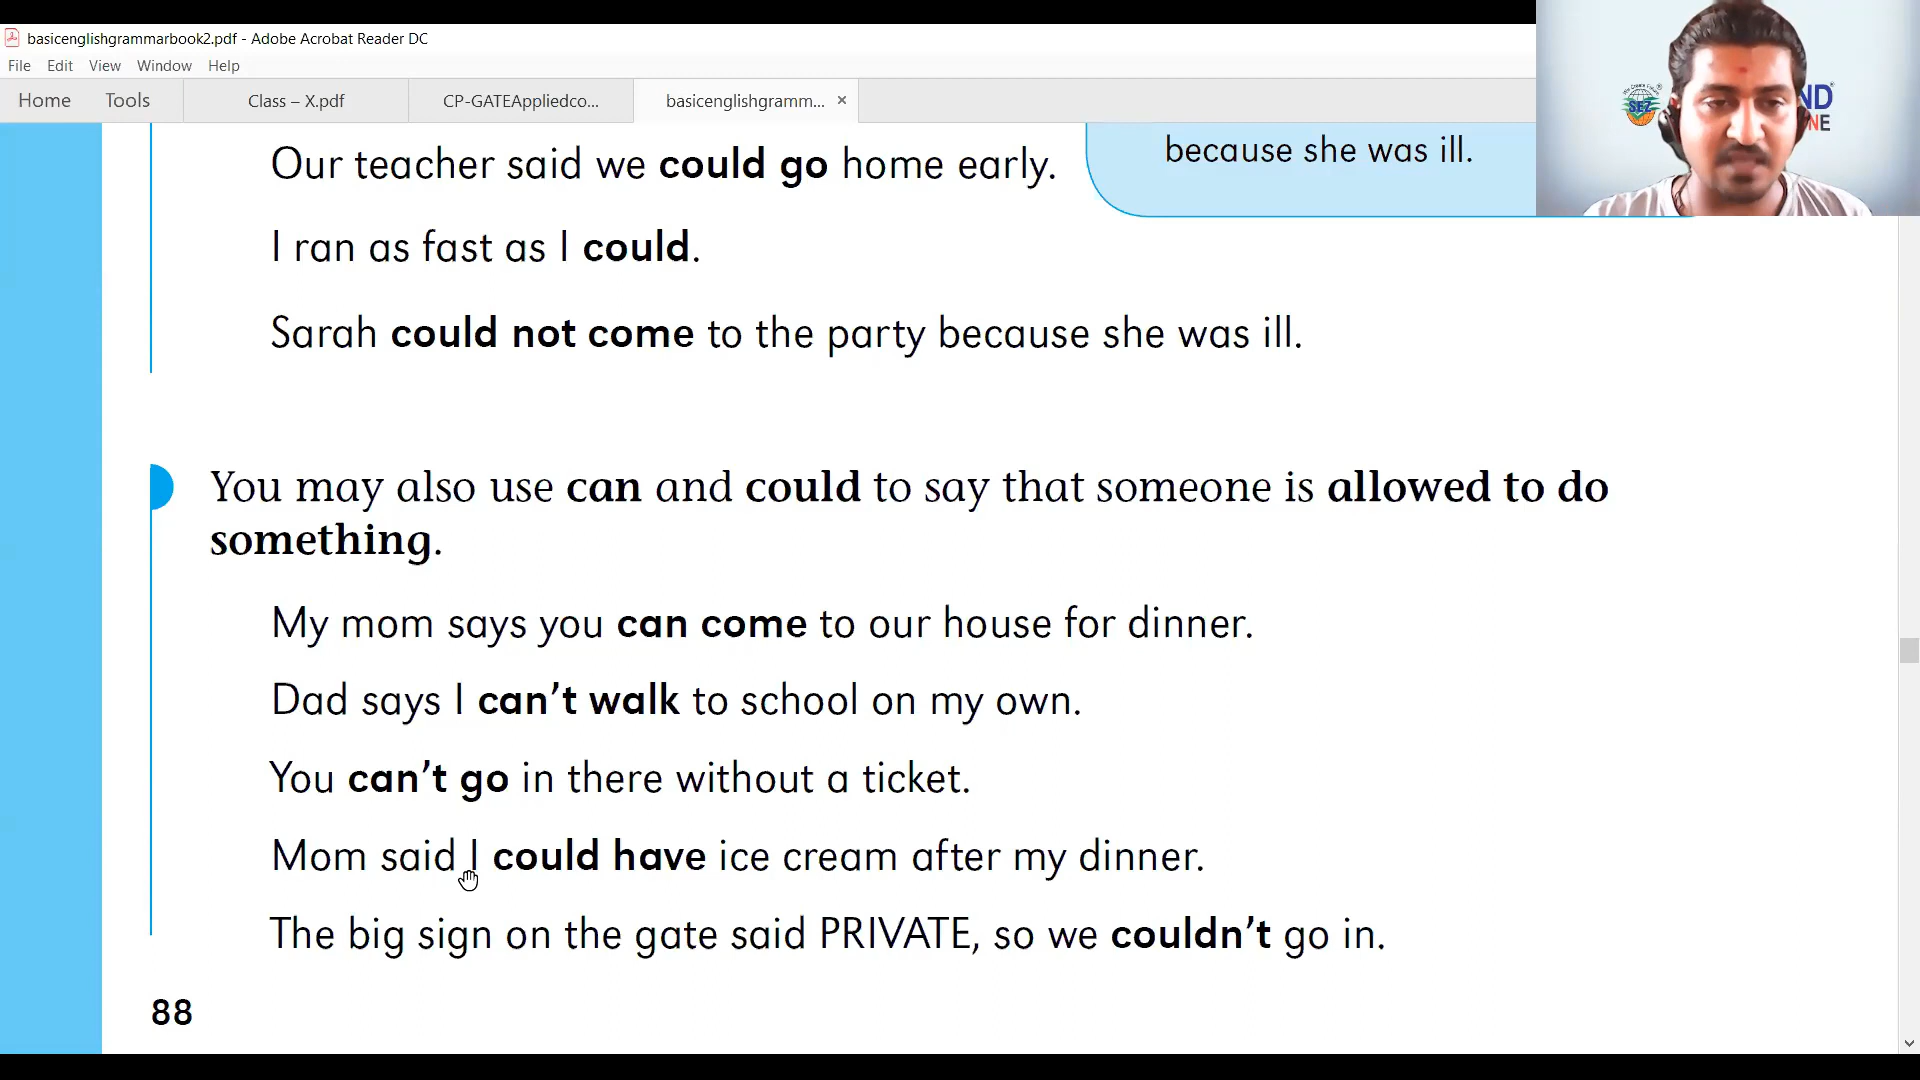 basicenglishgrammarbook2.pdf - Adobe Acrobat Reader DC
File Edit View Window Help
Home Tools Class – X.pdf CP-GATEAppliedco... basicenglishgramm... ×
Our teacher said we could go home early.
because she was ill.
I ran as fast as I could.
Sarah could not come to the party because she was ill.
You may also use can and could to say that someone is allowed to do
something.
My mom says you can come to our house for dinner.
Dad says I can't walk to school on my own.
You can't go in there without a ticket.
Mom said I could have ice cream after my dinner.
The big sign on the gate said PRIVATE, so we couldn't go in.
88
SEZ